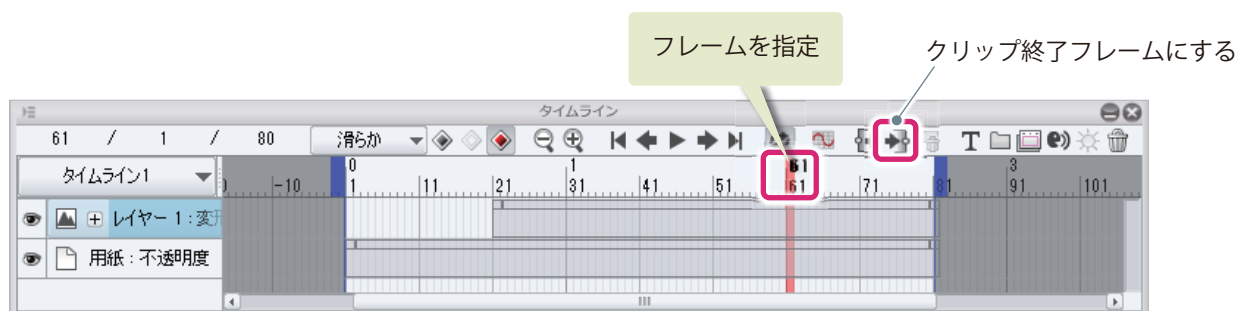 フレームを指定
クリップ終了フレームにする
タイムライン
61 / 1 / 80 滑らか
タイムライン1
0 1 61 3
-10 1 11 21 31 41 51 61 71 81 91 101
レイヤー 1 : 変形
用紙 : 不透明度